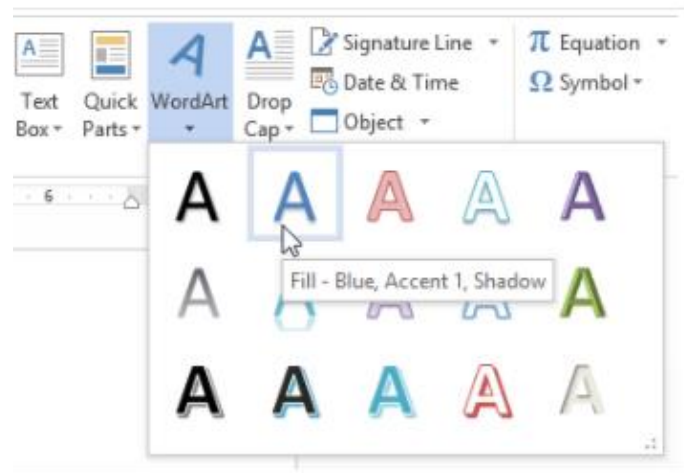 Signature Line
π Equation
Date & Time
Ω Symbol
Text Box
Quick Parts
WordArt
Drop Cap
Object
6
A A A A A
Fill - Blue, Accent 1, Shadow
A A A A A
A A A A A